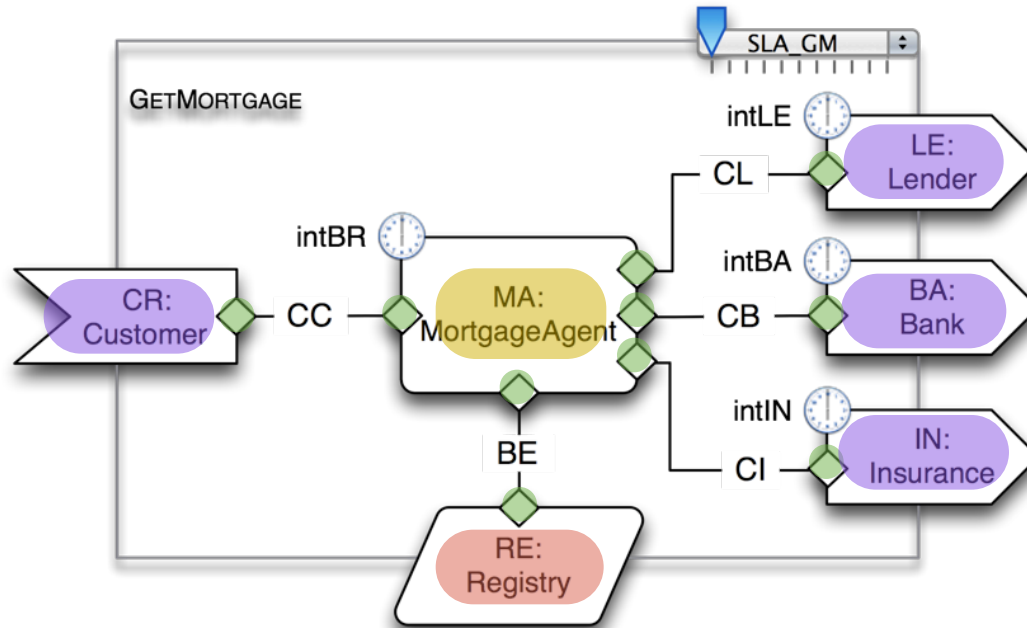 SLA_GM
GETMORTGAGE
intLE
LE:
Lender
CL
intBR
intBA
CR:
Customer
CC
MA:
MortgageAgent
CB
BA:
Bank
intIN
BE
CI
IN:
Insurance
RE:
Registry